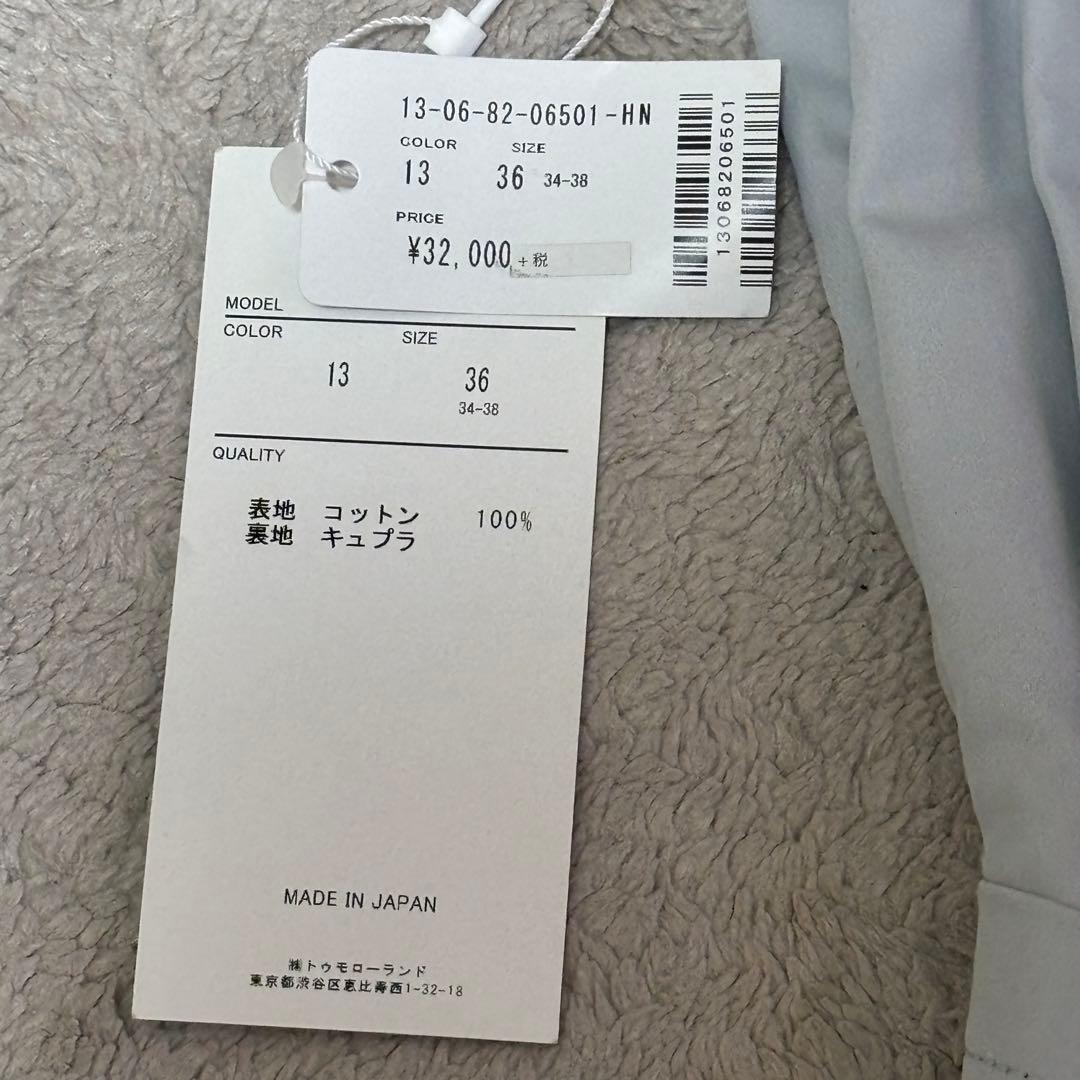 13-06-82-06501-HN
COLOR SIZE
13 36 34-38
PRICE
¥32,000 +税
13068206501
MODEL
COLOR SIZE
13 36
34-38
QUALITY
表地 コットン 100%
裏地 キュプラ
MADE IN JAPAN
㈱トゥモローランド
東京都渋谷区恵比寿西1-32-18